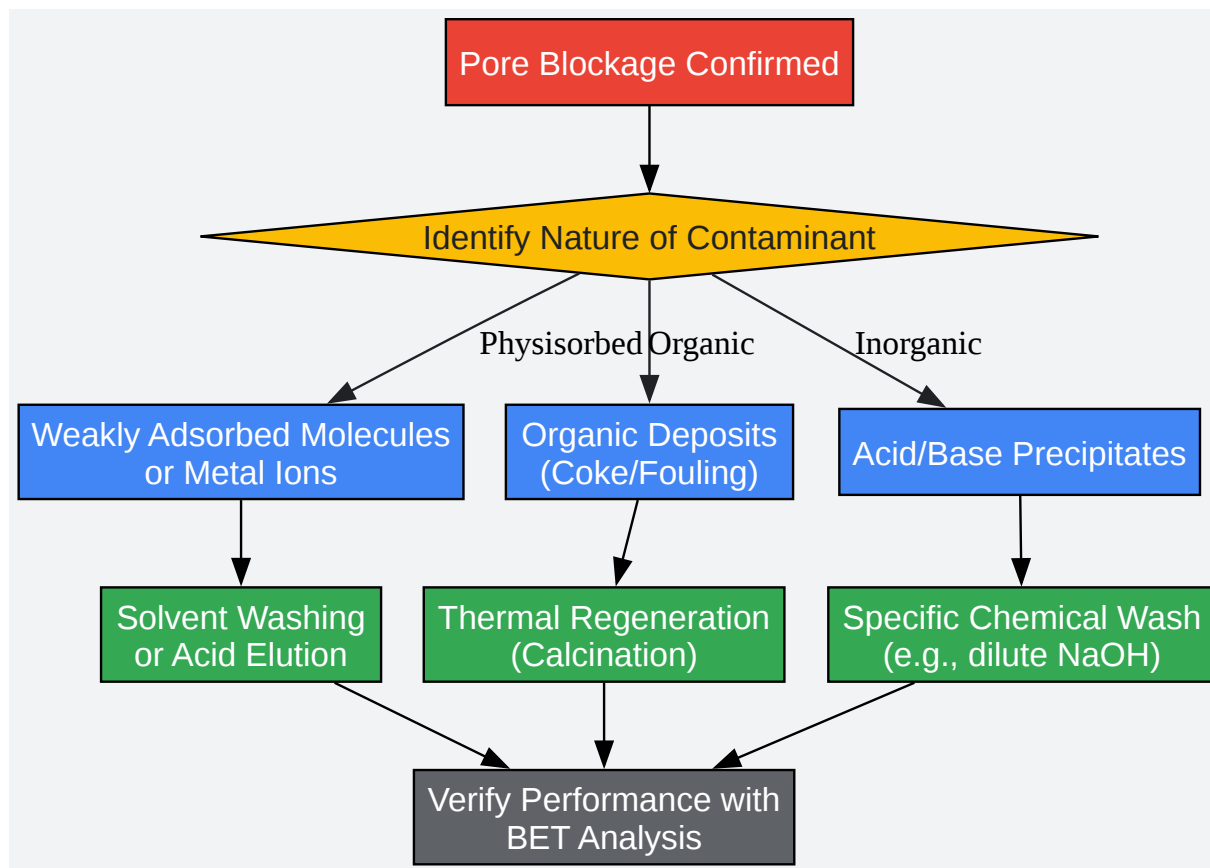 Pore Blockage Confirmed
Identify Nature of Contaminant
Physisorbed
Organic
Inorganic
Weakly Adsorbed Molecules
or Metal Ions
Organic Deposits
(Coke/Fouling)
Acid/Base Precipitates
Solvent Washing
or Acid Elution
Thermal Regeneration
(Calcination)
Specific Chemical Wash
(e.g., dilute NaOH)
Verify Performance with
BET Analysis